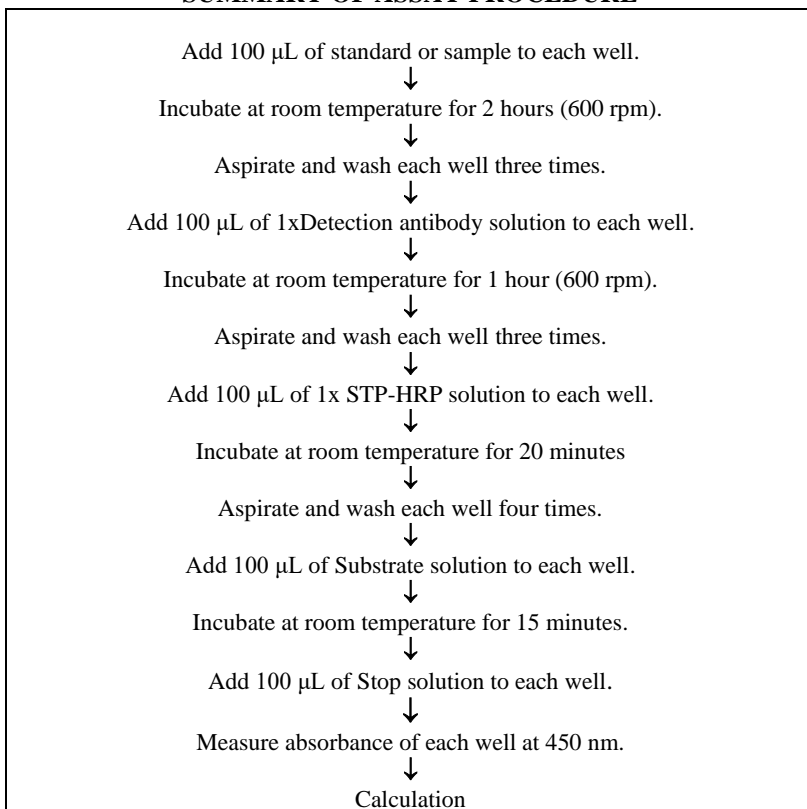 SUMMARY OF ASSAY PROCEDURE
Add 100 μL of standard or sample to each well.
↓
Incubate at room temperature for 2 hours (600 rpm).
↓
Aspirate and wash each well three times.
↓
Add 100 μL of 1xDetection antibody solution to each well.
↓
Incubate at room temperature for 1 hour (600 rpm).
↓
Aspirate and wash each well three times.
↓
Add 100 μL of 1x STP-HRP solution to each well.
↓
Incubate at room temperature for 20 minutes
↓
Aspirate and wash each well four times.
↓
Add 100 μL of Substrate solution to each well.
↓
Incubate at room temperature for 15 minutes.
↓
Add 100 μL of Stop solution to each well.
↓
Measure absorbance of each well at 450 nm.
↓
Calculation